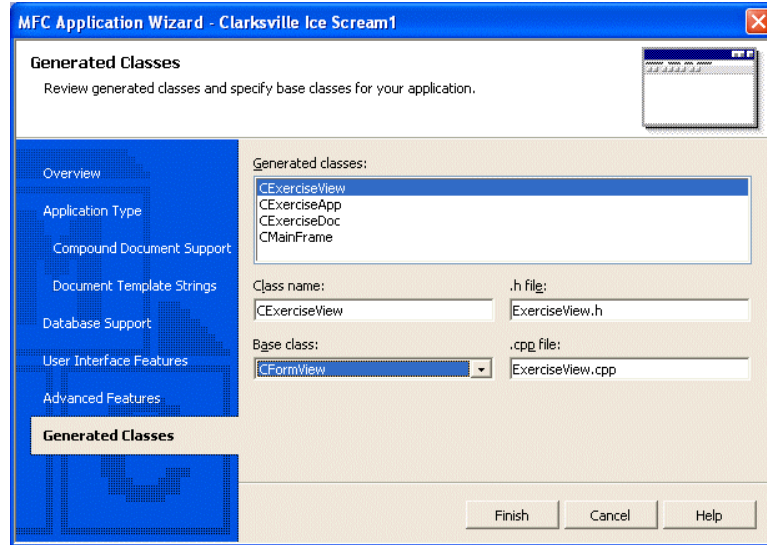 MFC Application Wizard - Clarksville Ice Scream1
Generated Classes
Review generated classes and specify base classes for your application.
Overview
Application Type
Compound Document Support
Document Template Strings
Database Support
User Interface Features
Advanced Features
Generated Classes
Generated classes:
CExerciseView
CExerciseApp
CExerciseDoc
CMainFrame
Class name:
.h file:
CExerciseView
ExerciseView.h
Base class:
.cpp file:
CFormView
ExerciseView.cpp
Finish
Cancel
Help